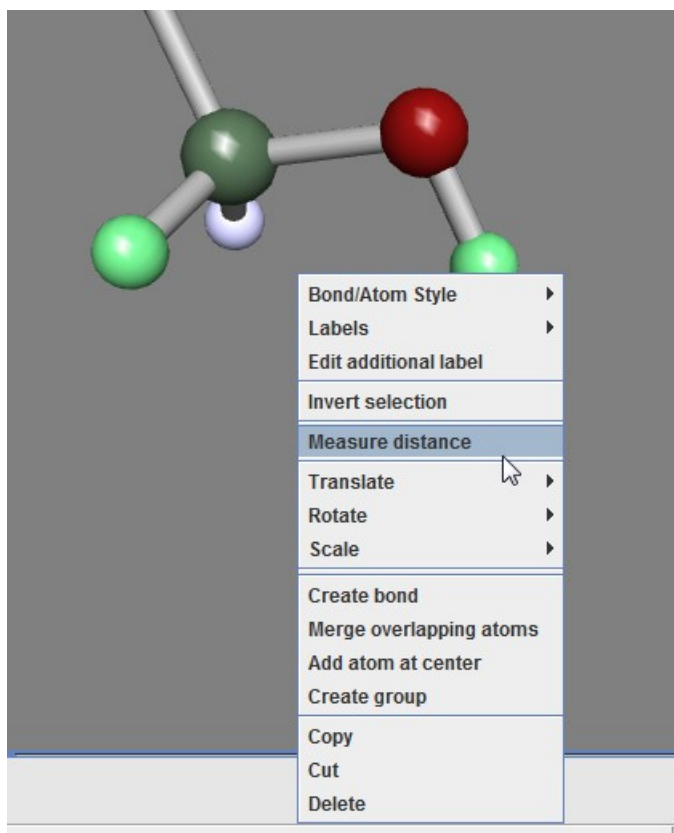 Bond/Atom Style
Labels
Edit additional label
Invert selection
Measure distance
Translate
Rotate
Scale
Create bond
Merge overlapping atoms
Add atom at center
Create group
Copy
Cut
Delete